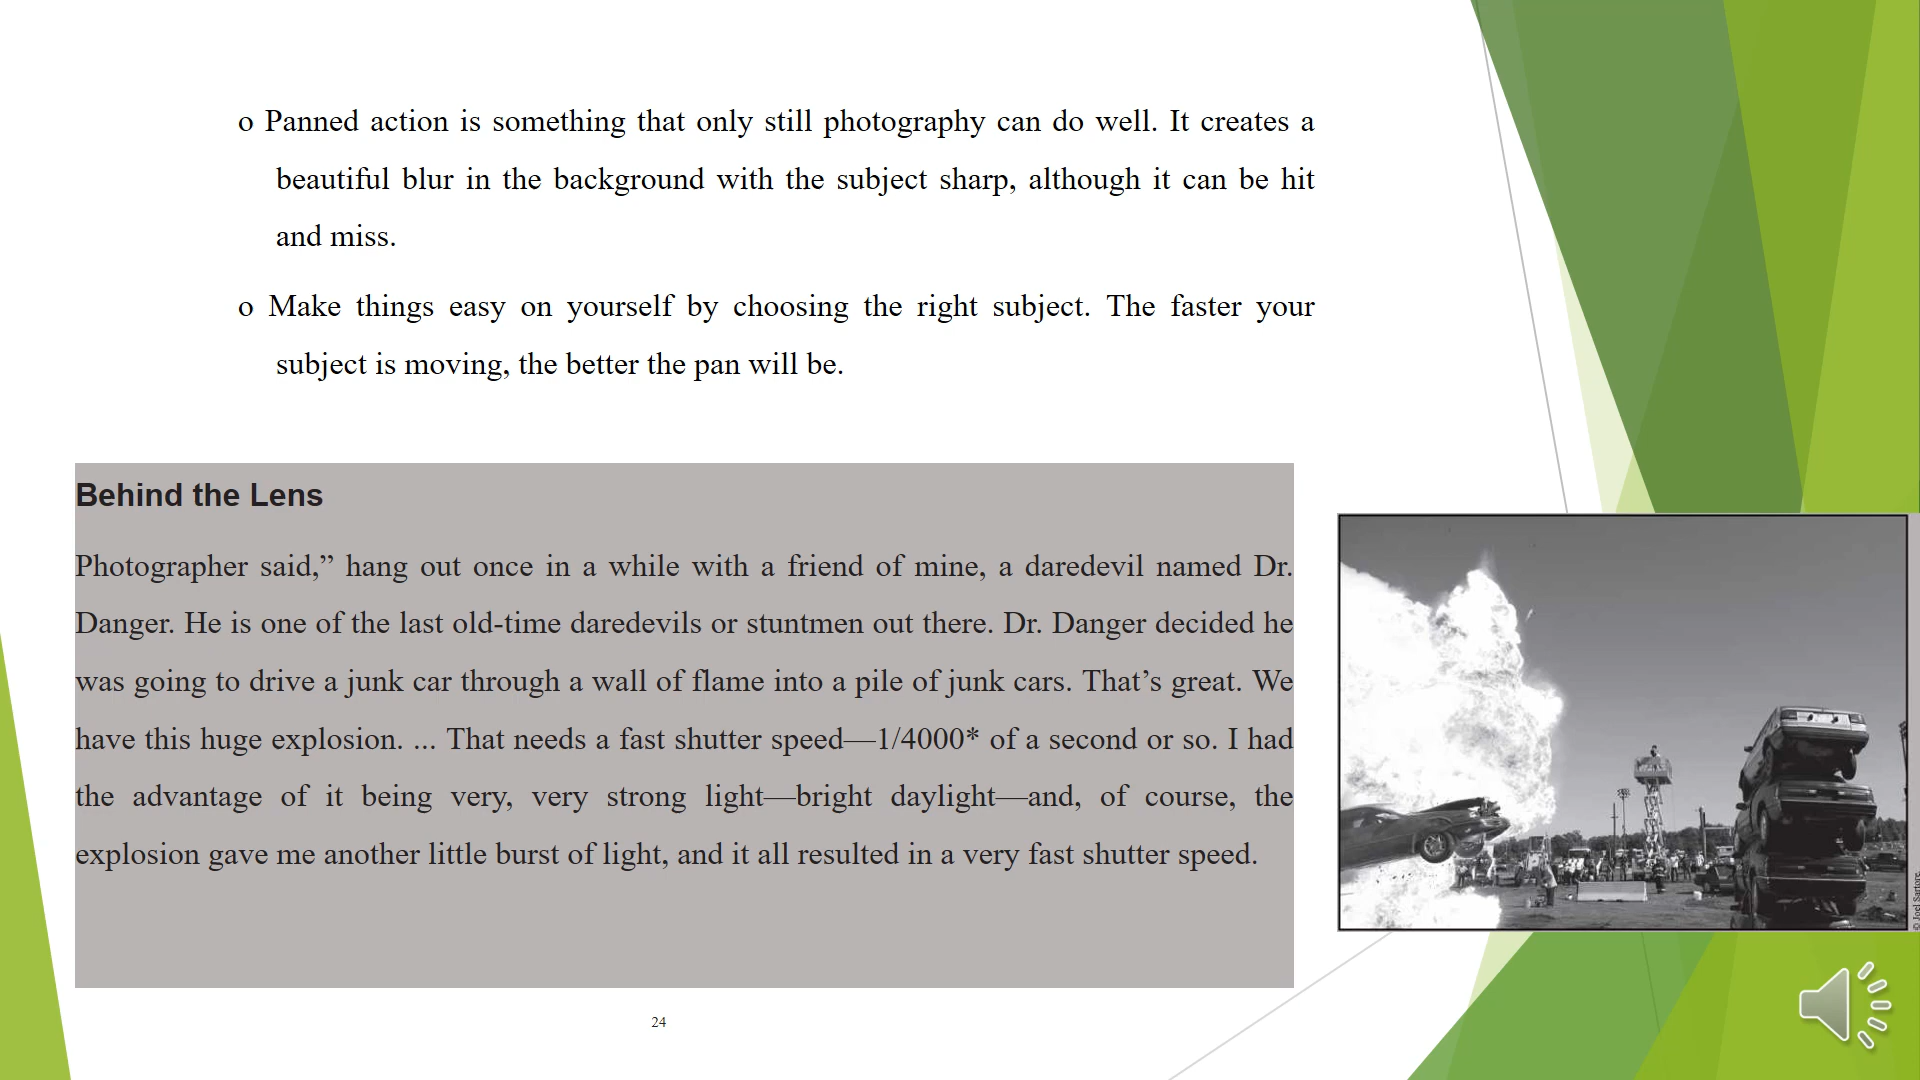 o Panned action is something that only still photography can do well. It creates a
beautiful blur in the background with the subject sharp, although it can be hit
and miss.
o Make things easy on yourself by choosing the right subject. The faster your
subject is moving, the better the pan will be.
Behind the Lens
Photographer said,” hang out once in a while with a friend of mine, a daredevil named Dr.
Danger. He is one of the last old-time daredevils or stuntmen out there. Dr. Danger decided he
was going to drive a junk car through a wall of flame into a pile of junk cars. That’s great. We
have this huge explosion. ... That needs a fast shutter speed—1/4000* of a second or so. I had
the advantage of it being very, very strong light—bright daylight—and, of course, the
explosion gave me another little burst of light, and it all resulted in a very fast shutter speed.
© Joel Sartore.
24